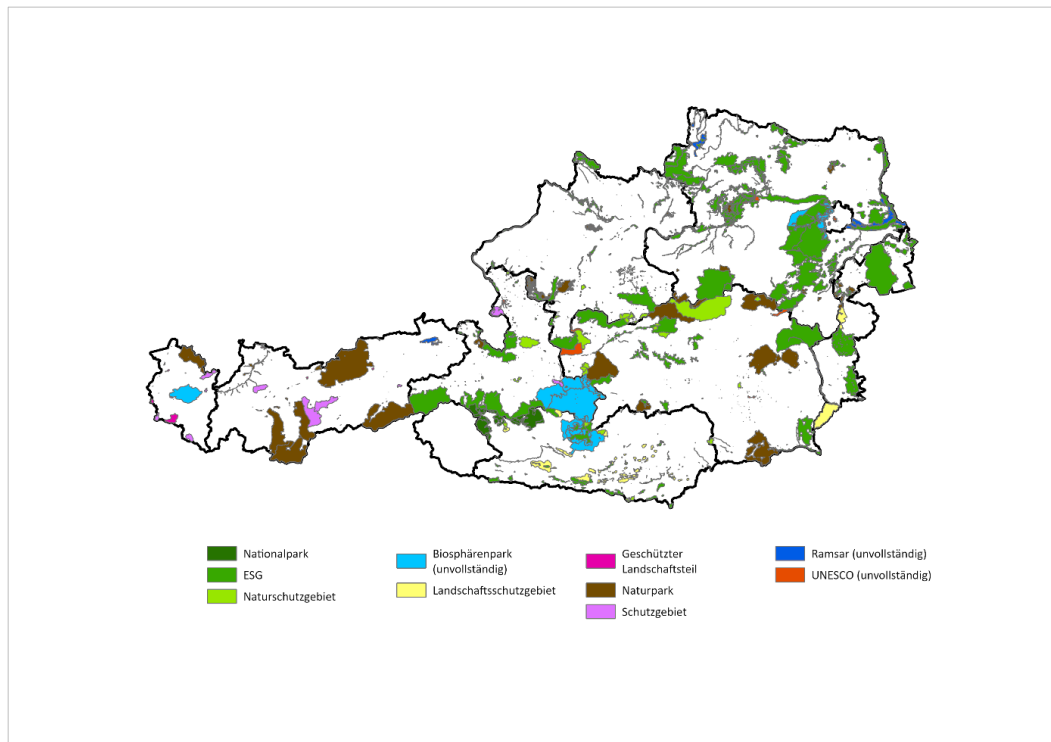 Nationalpark
ESG
Naturschutzgebiet
Biosphärenpark
(unvollständig)
Landschaftsschutzgebiet
Geschützter
Landschaftsteil
Naturpark
Schutzgebiet
Ramsar (unvollständig)
UNESCO (unvollständig)